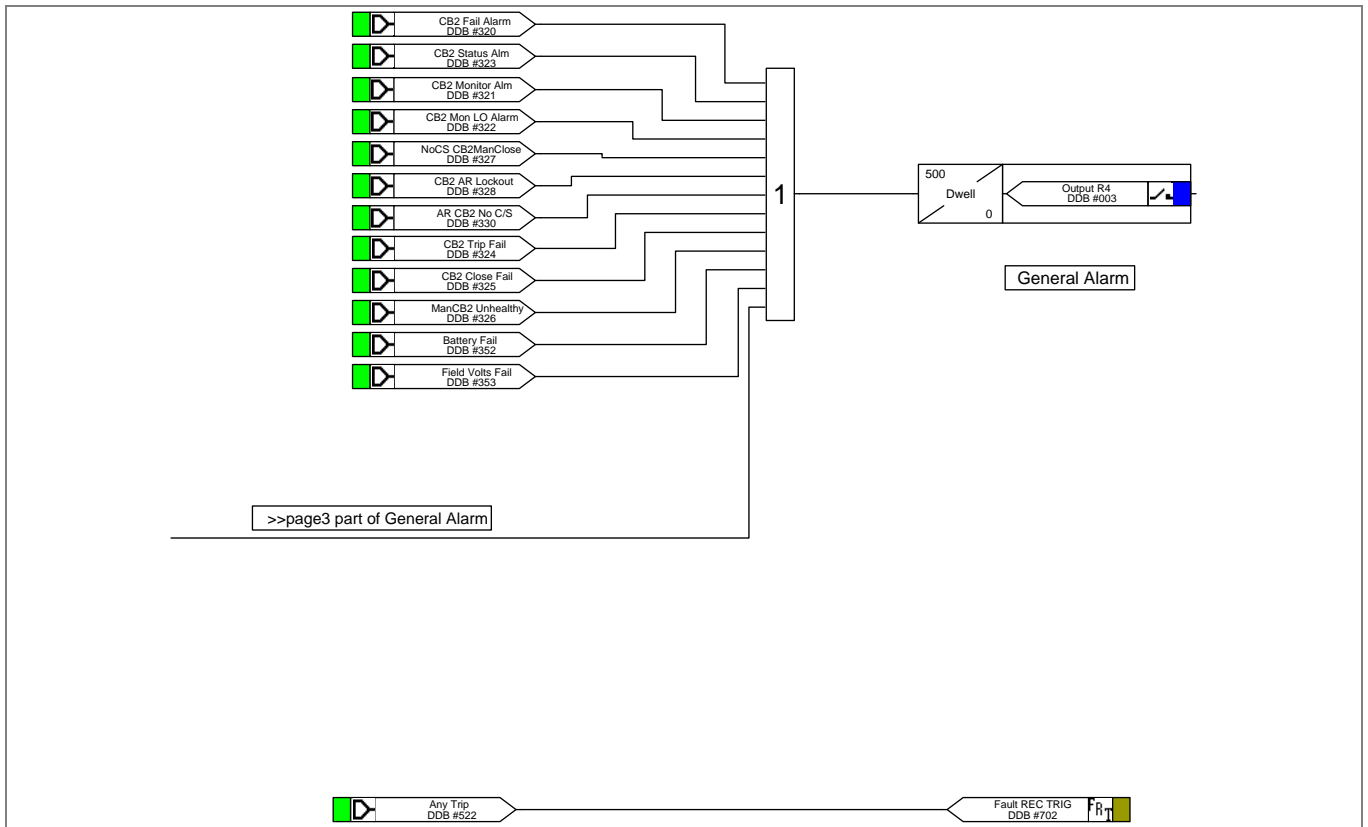 CB2 Fail Alarm
DDB #320
CB2 Status Alm
DDB #323
CB2 Monitor Alm
DDB #321
CB2 Mon LO Alarm
DDB #322
NoCS CB2ManClose
DDB #327
CB2 AR Lockout
DDB #328
AR CB2 No C/S
DDB #330
CB2 Trip Fail
DDB #324
CB2 Close Fail
DDB #325
ManCB2 Unhealthy
DDB #326
Battery Fail
DDB #352
Field Volts Fail
DDB #353
1
500
Dwell
0
Output R4
DDB #003
General Alarm
>>page3 part of General Alarm
Any Trip
DDB #522
Fault REC TRIG
DDB #702
FRT